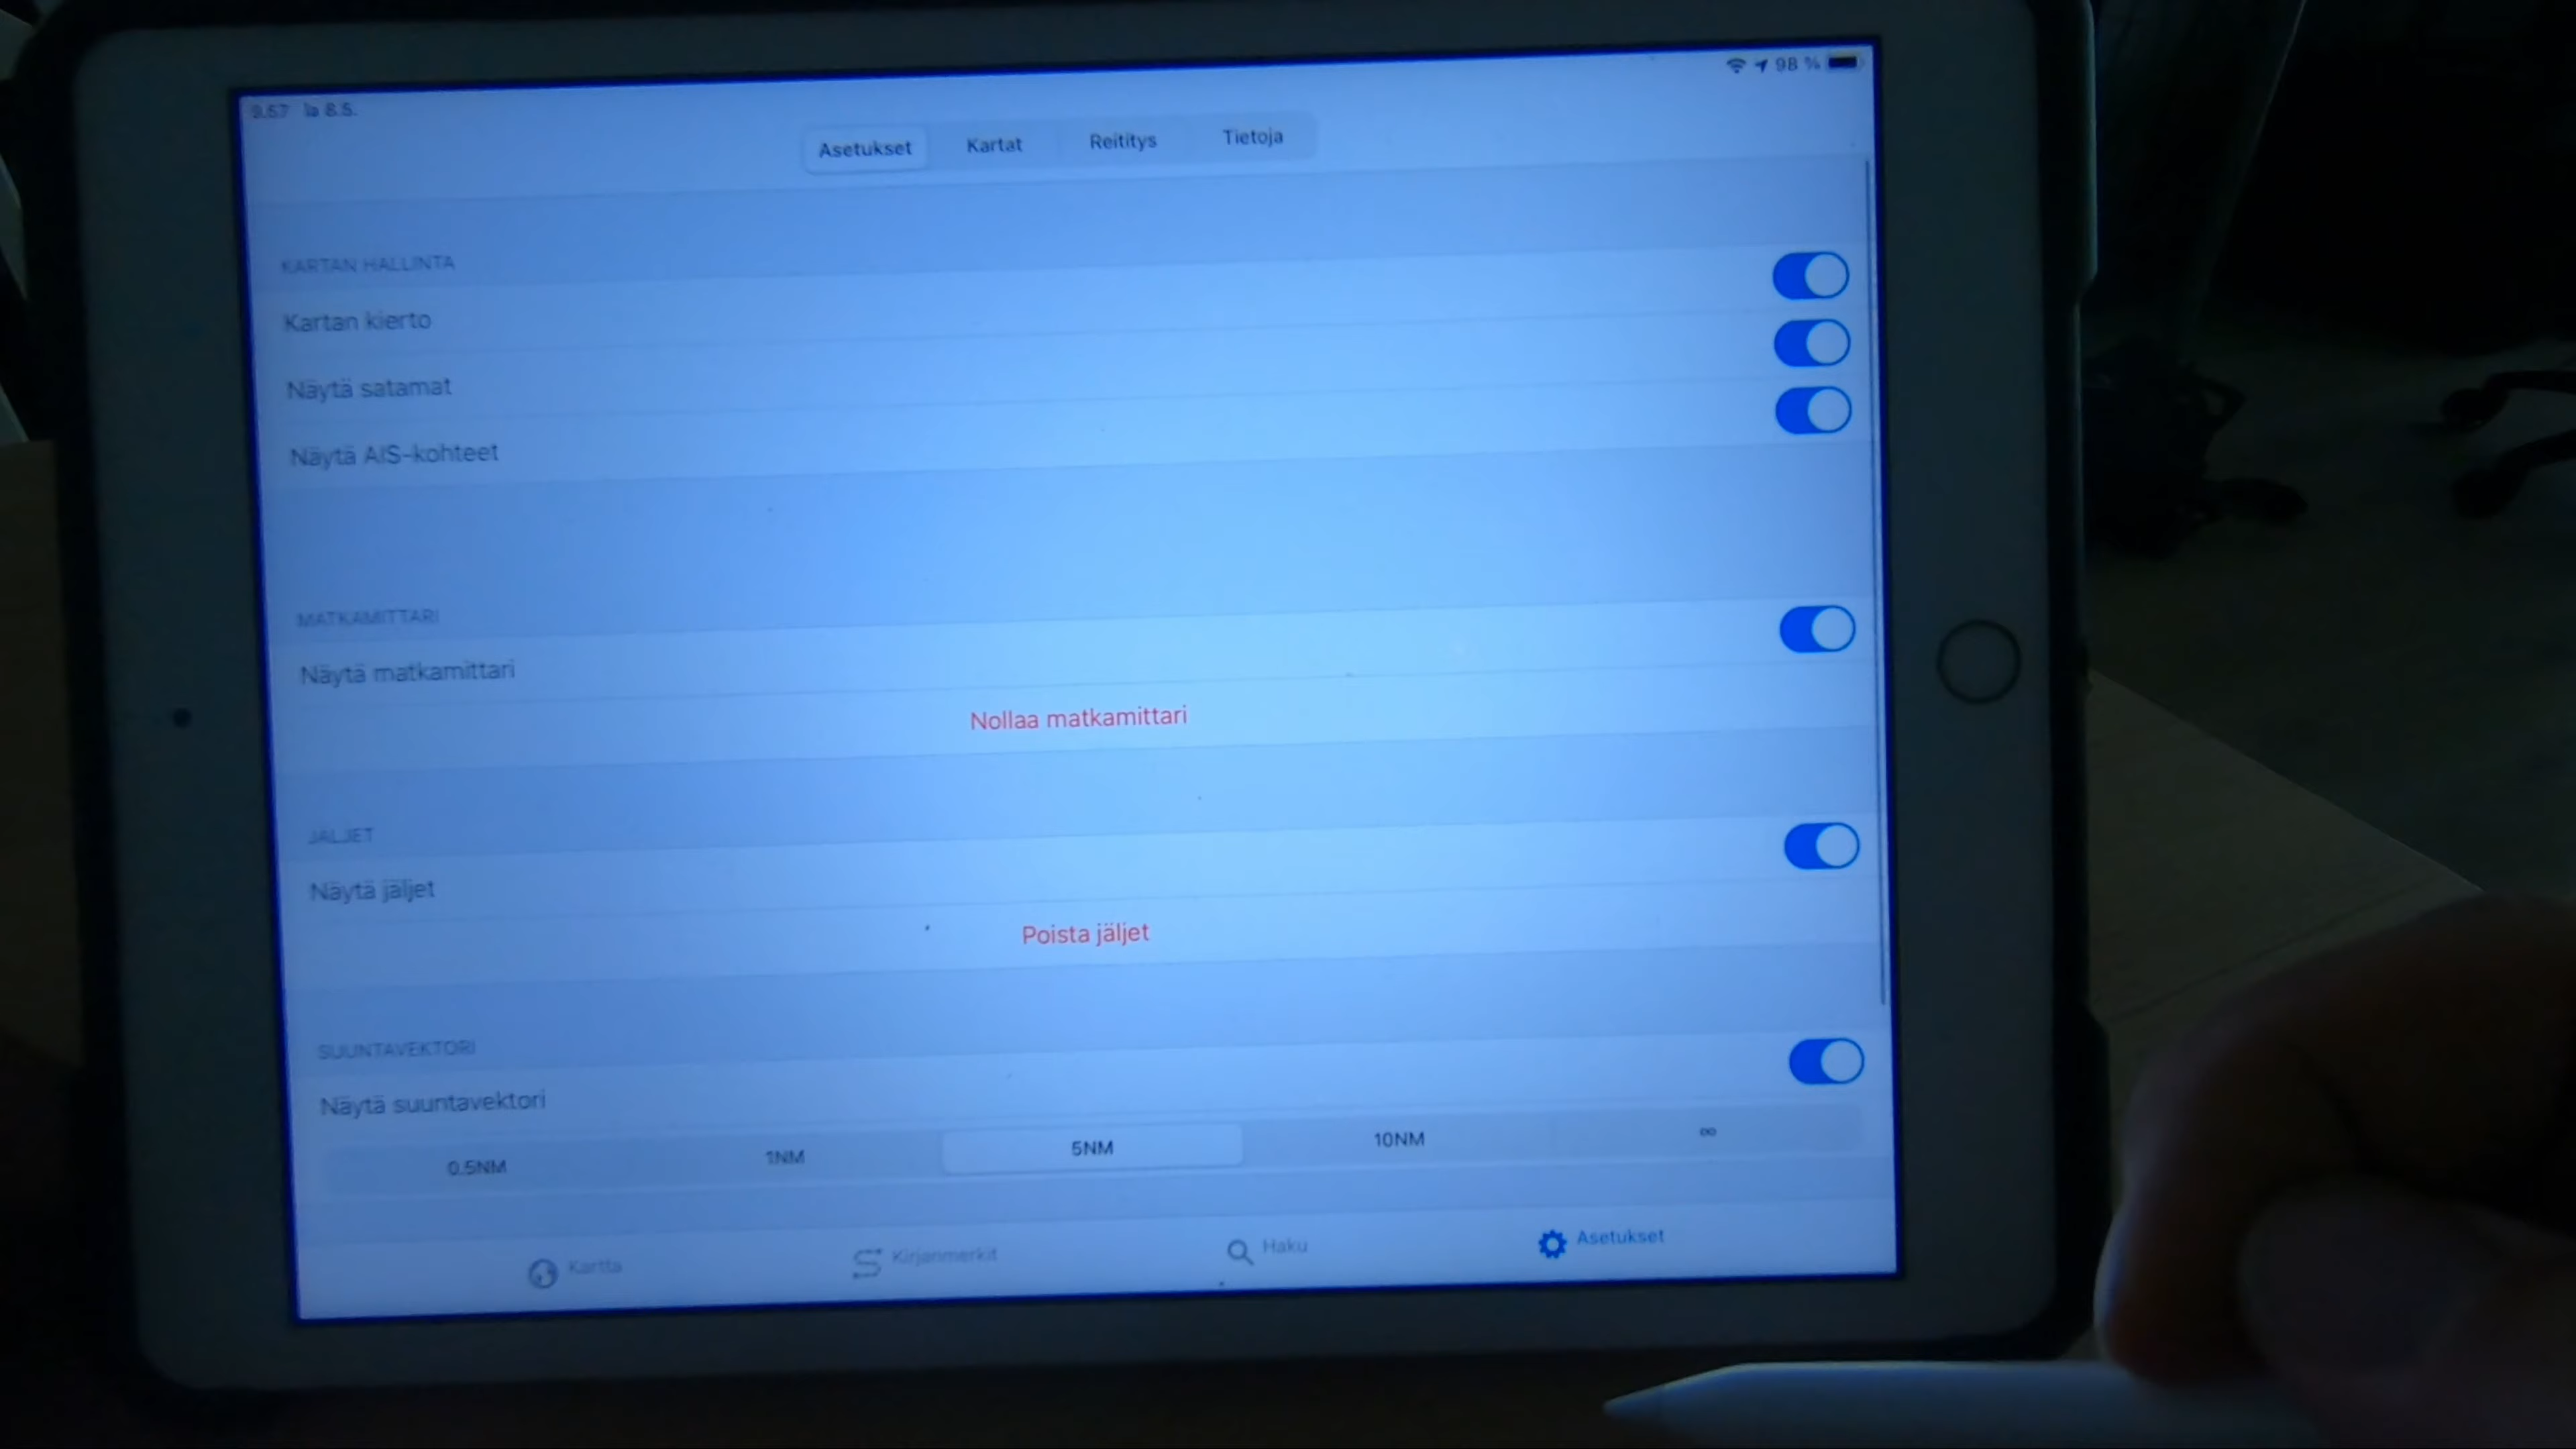 9.57 la 8.5.
98 %
Asetukset Kartat Reititys Tietoja
KARTAN HALLINTA
Kartan kierto
Näytä satamat
Näytä AIS-kohteet
MATKAMITTARI
Näytä matkamittari
Nollaa matkamittari
JÄLJET
Näytä jäljet
Poista jäljet
SUUNTAVEKTORI
Näytä suuntavektori
0.5NM 1NM 5NM 10NM ∞
Kartta Kirjanmerkit Haku Asetukset